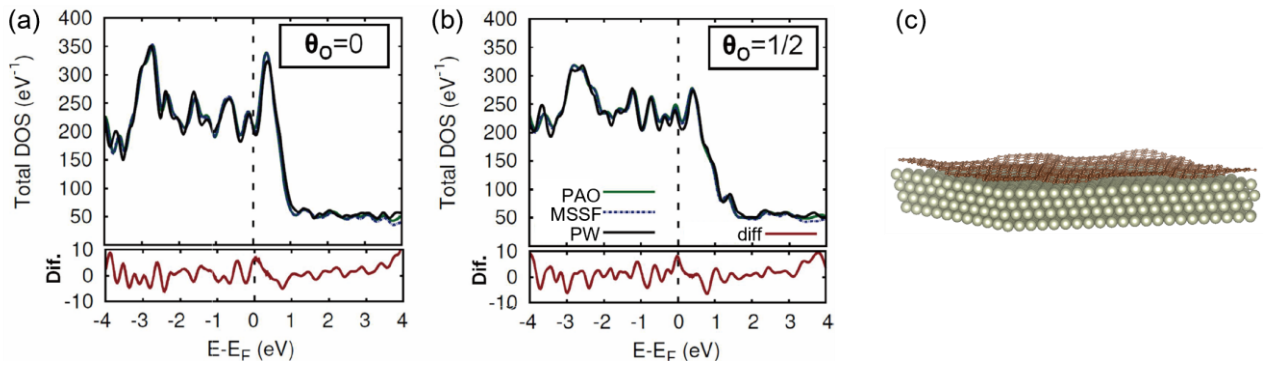 (a)
Total DOS (eV⁻¹)
400
350
300
250
200
150
100
50
θO=0
Dif.
10
0
-10
-4 -3 -2 -1 0 1 2 3 4
E-EF (eV)
(b)
Total DOS (eV⁻¹)
400
350
300
250
200
150
100
50
θO=1/2
PAO
MSSF
PW
diff
Dif.
10
0
-10
-4 -3 -2 -1 0 1 2 3 4
E-EF (eV)
(c)